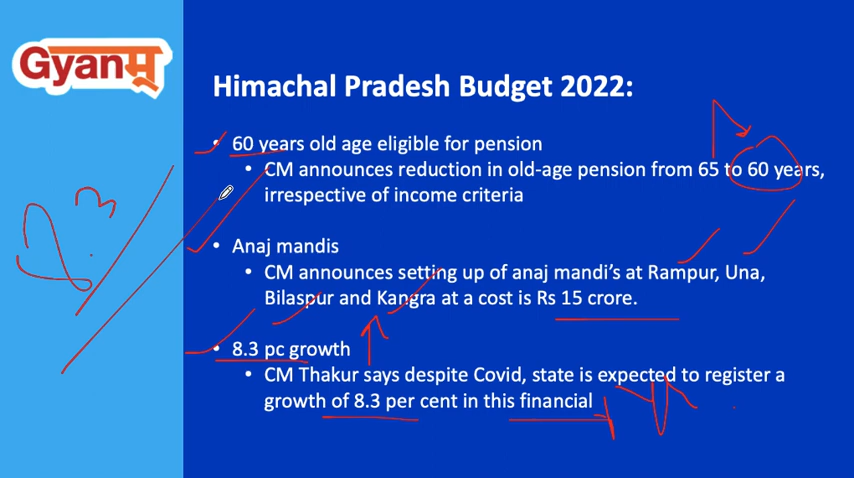 Gyanम्
Himachal Pradesh Budget 2022:
• 60 years old age eligible for pension
• CM announces reduction in old-age pension from 65 to 60 years,
irrespective of income criteria
• Anaj mandis
• CM announces setting up of anaj mandi’s at Rampur, Una,
Bilaspur and Kangra at a cost is Rs 15 crore.
• 8.3 pc growth
• CM Thakur says despite Covid, state is expected to register a
growth of 8.3 per cent in this financial
8.3